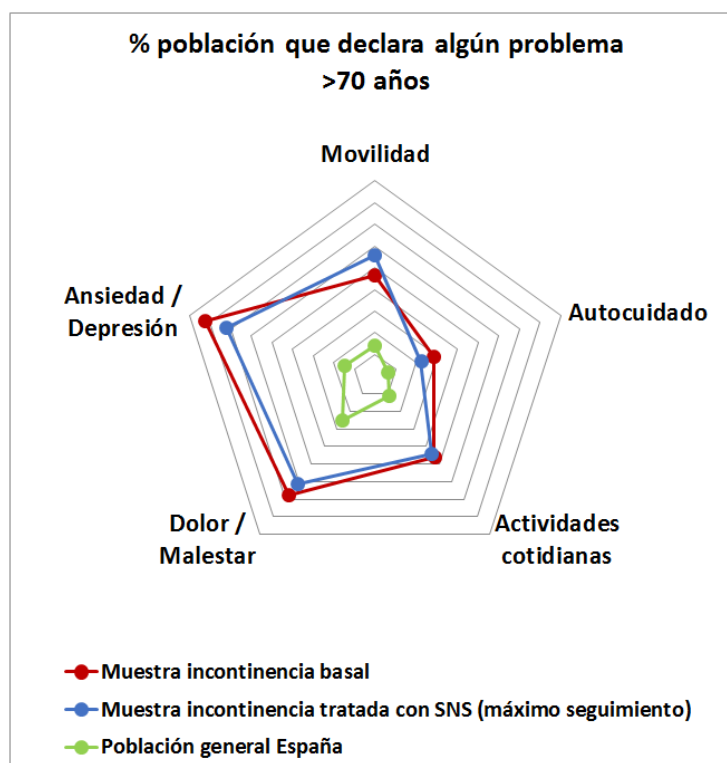 % población que declara algún problema
>70 años
Movilidad
Ansiedad /
Depresión
Autocuidado
Dolor /
Malestar
Actividades
cotidianas
Muestra incontinencia basal
Muestra incontinencia tratada con SNS (máximo seguimiento)
Población general España